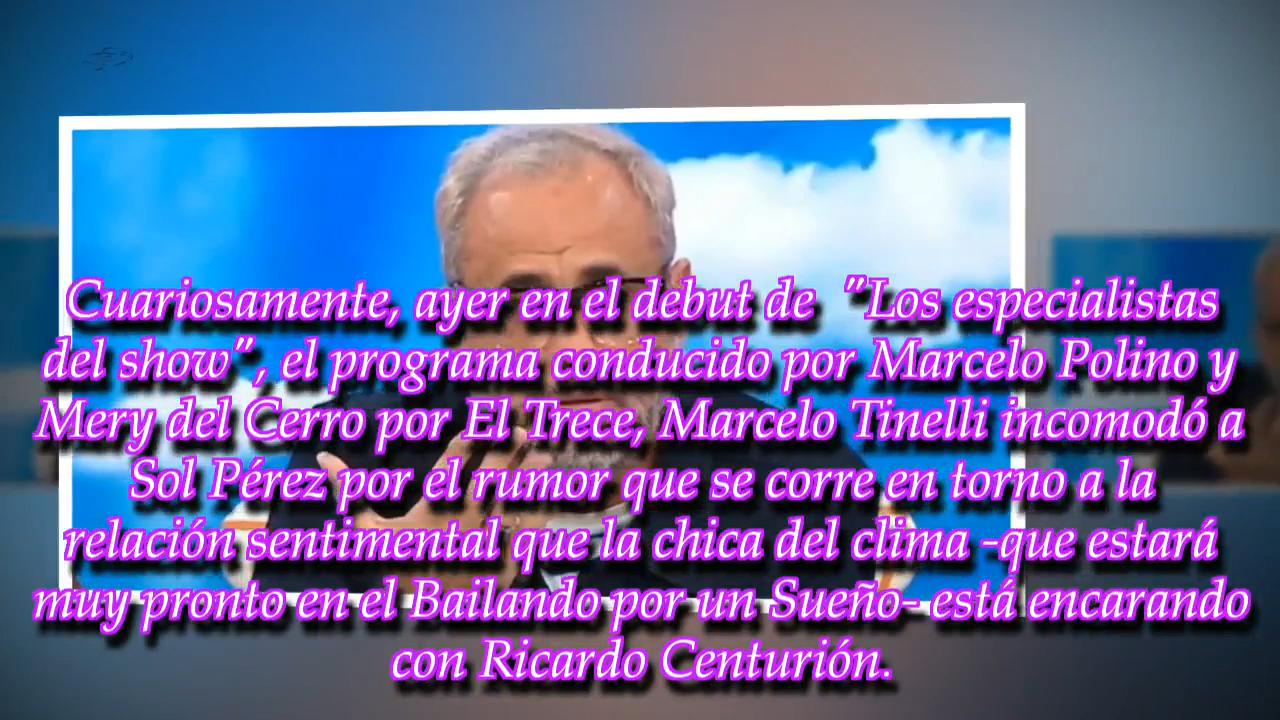 Cuariosamente, ayer en el debut de "Los especialistas
del show", el programa conducido por Marcelo Polino y
Mery del Cerro por El Trece, Marcelo Tinelli incomodó a
Sol Pérez por el rumor que se corre en torno a la
relación sentimental que la chica del clima -que estará
muy pronto en el Bailando por un Sueño- está encarando
con Ricardo Centurión.